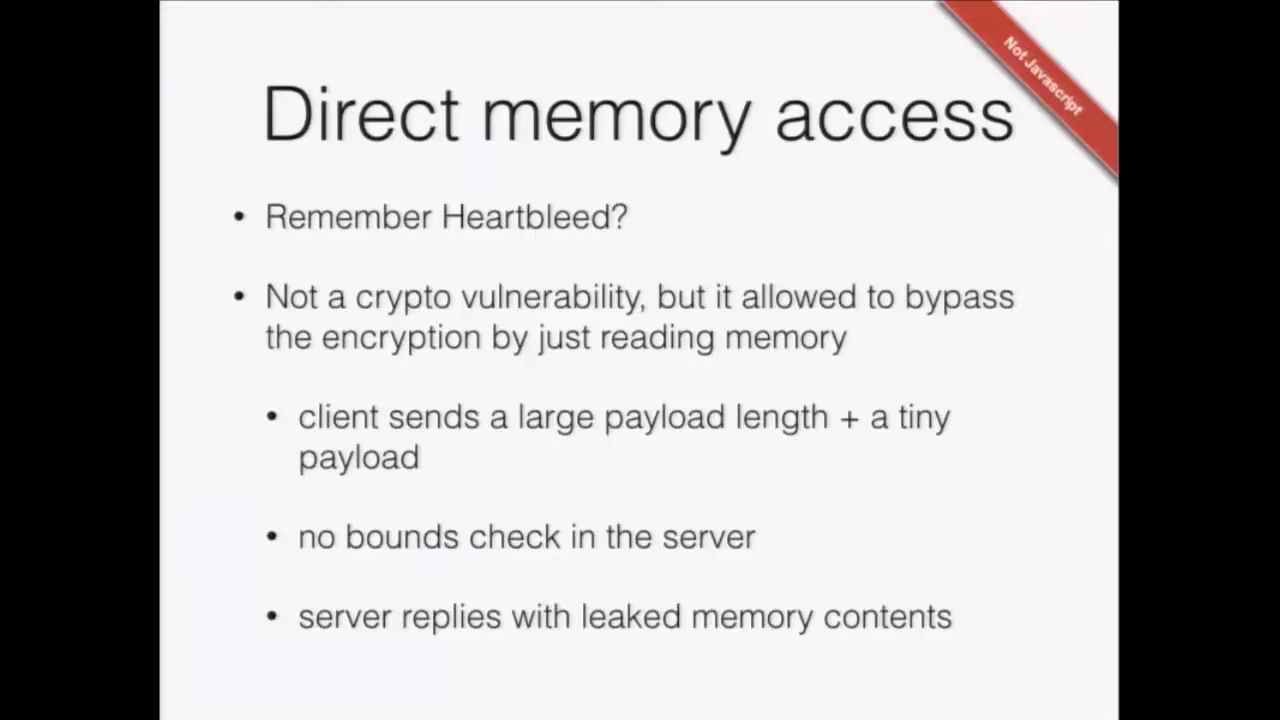 Not Javascript
Direct memory access
• Remember Heartbleed?
• Not a crypto vulnerability, but it allowed to bypass
the encryption by just reading memory
• client sends a large payload length + a tiny
payload
• no bounds check in the server
• server replies with leaked memory contents